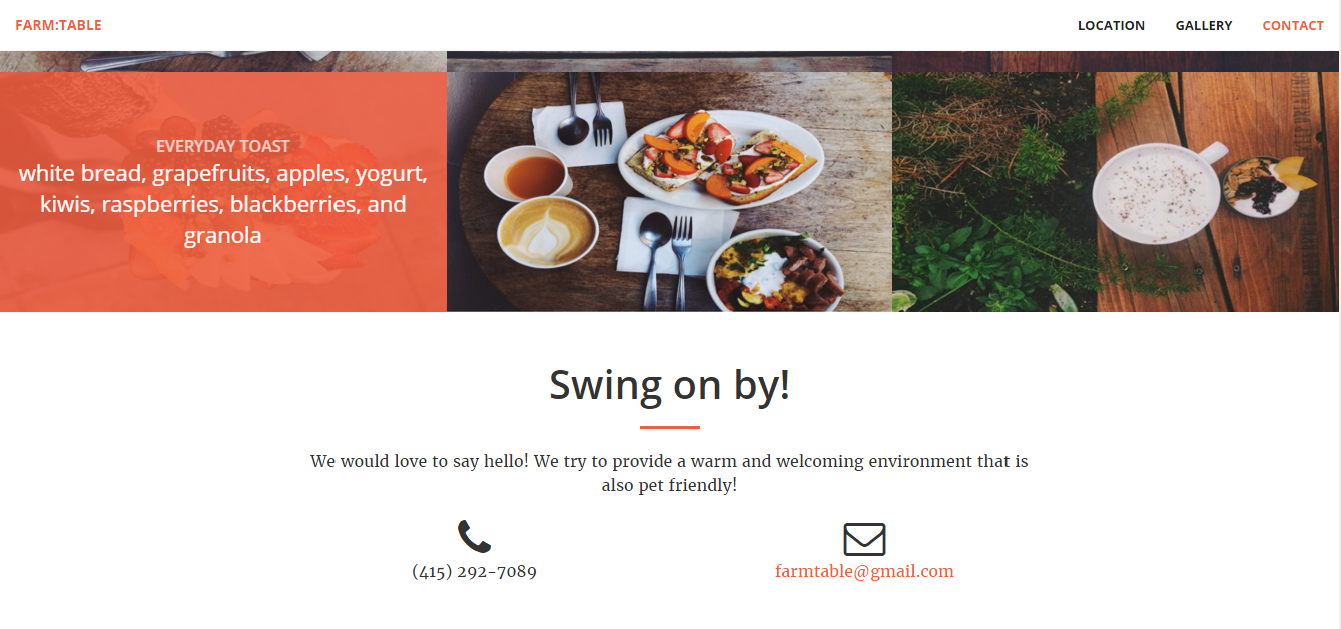 FARM:TABLE
LOCATION GALLERY CONTACT
EVERYDAY TOAST
white bread, grapefruits, apples, yogurt,
kiwis, raspberries, blackberries, and
granola
Swing on by!
We would love to say hello! We try to provide a warm and welcoming environment that is
also pet friendly!
(415) 292-7089
farmtable@gmail.com